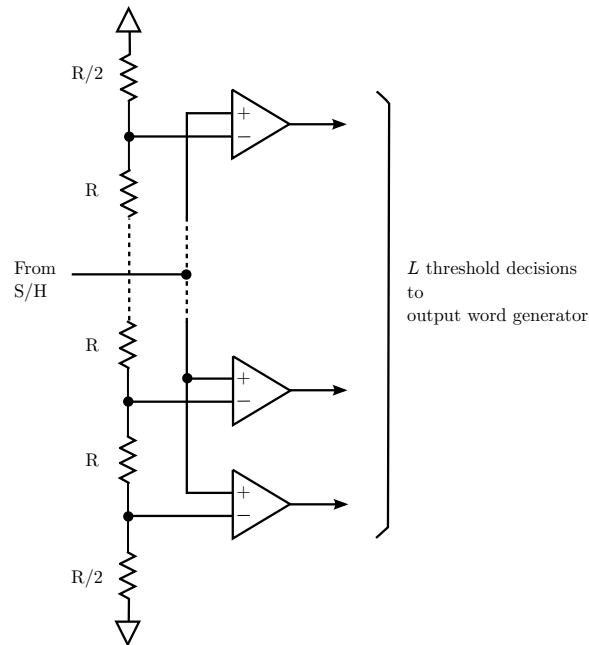 R/2
+
−
R
From
S/H
L threshold decisions
to
output word generator
R
+
−
R
+
−
R/2